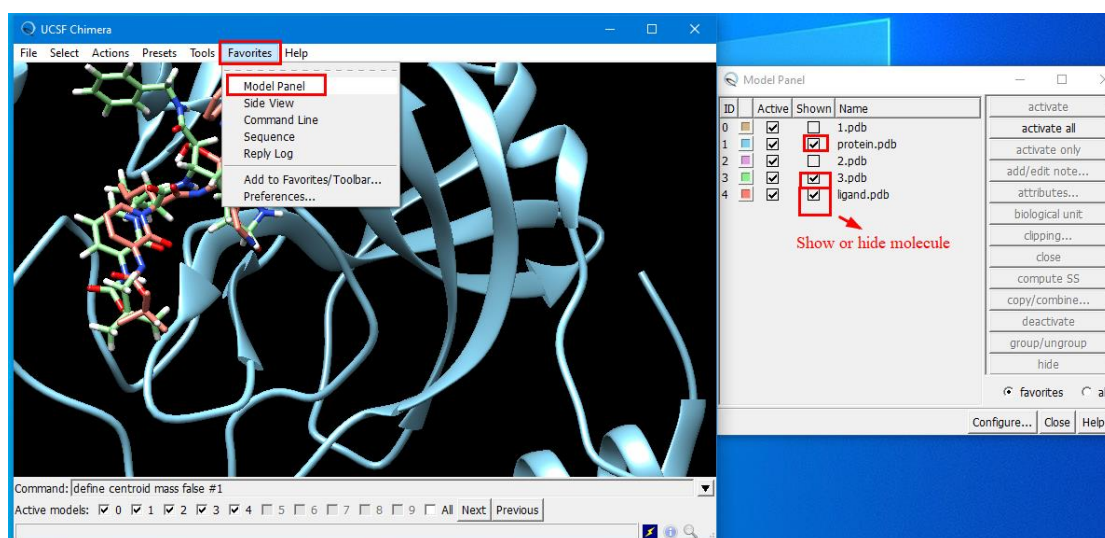 UCSF Chimera
File Select Actions Presets Tools Favorites Help
Model Panel
Side View
Command Line
Sequence
Reply Log
Add to Favorites/Toolbar...
Preferences...
Command: define centroid mass false #1
Active models: 0 1 2 3 4 5 6 7 8 9 All Next Previous
Model Panel
ID Active Shown Name
0 1.pdb
1 protein.pdb
2 2.pdb
3 3.pdb
4 ligand.pdb
Show or hide molecule
activate
activate all
activate only
add/edit note...
attributes...
biological unit
clipping...
close
compute SS
copy/combine...
deactivate
group/ungroup
hide
favorites
Configure... Close Help